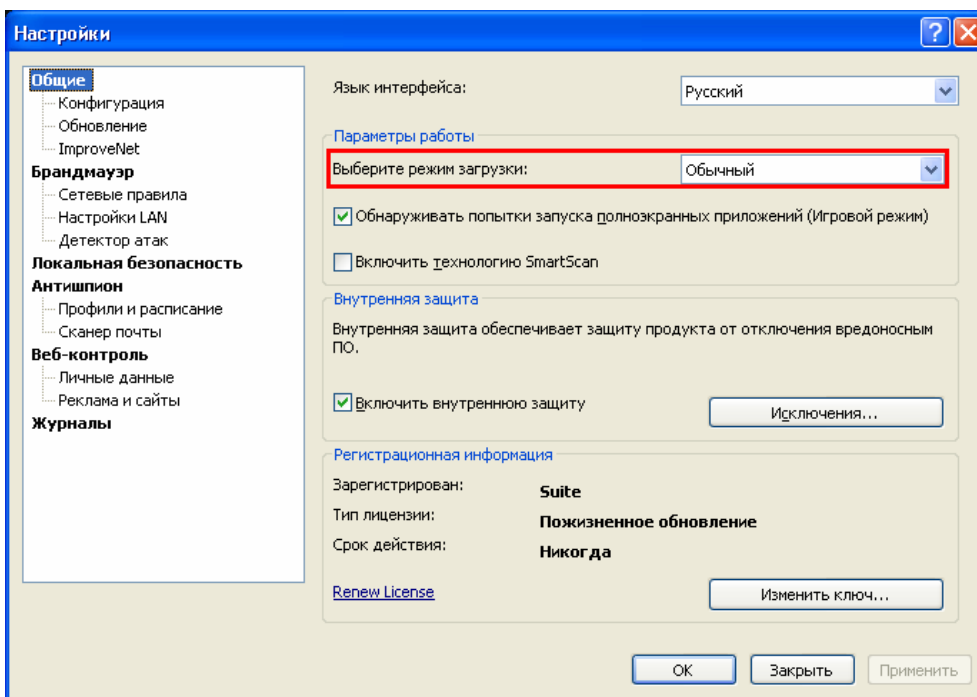 Настройки
Общие
Конфигурация
Обновление
ImproveNet
Брандмауэр
Сетевые правила
Настройки LAN
Детектор атак
Локальная безопасность
Антишпион
Профили и расписание
Сканер почты
Веб-контроль
Личные данные
Реклама и сайты
Журналы
Язык интерфейса:
Русский
Параметры работы
Выберите режим загрузки:
Обычный
Обнаруживать попытки запуска полноэкранных приложений (Игровой режим)
Включить технологию SmartScan
Внутренняя защита
Внутренняя защита обеспечивает защиту продукта от отключения вредоносным
ПО.
Включить внутреннюю защиту
Исключения...
Регистрационная информация
Зарегистрирован:
Suite
Тип лицензии:
Пожизненное обновление
Срок действия:
Никогда
Renew License
Изменить ключ...
ОК
Закрыть
Применить